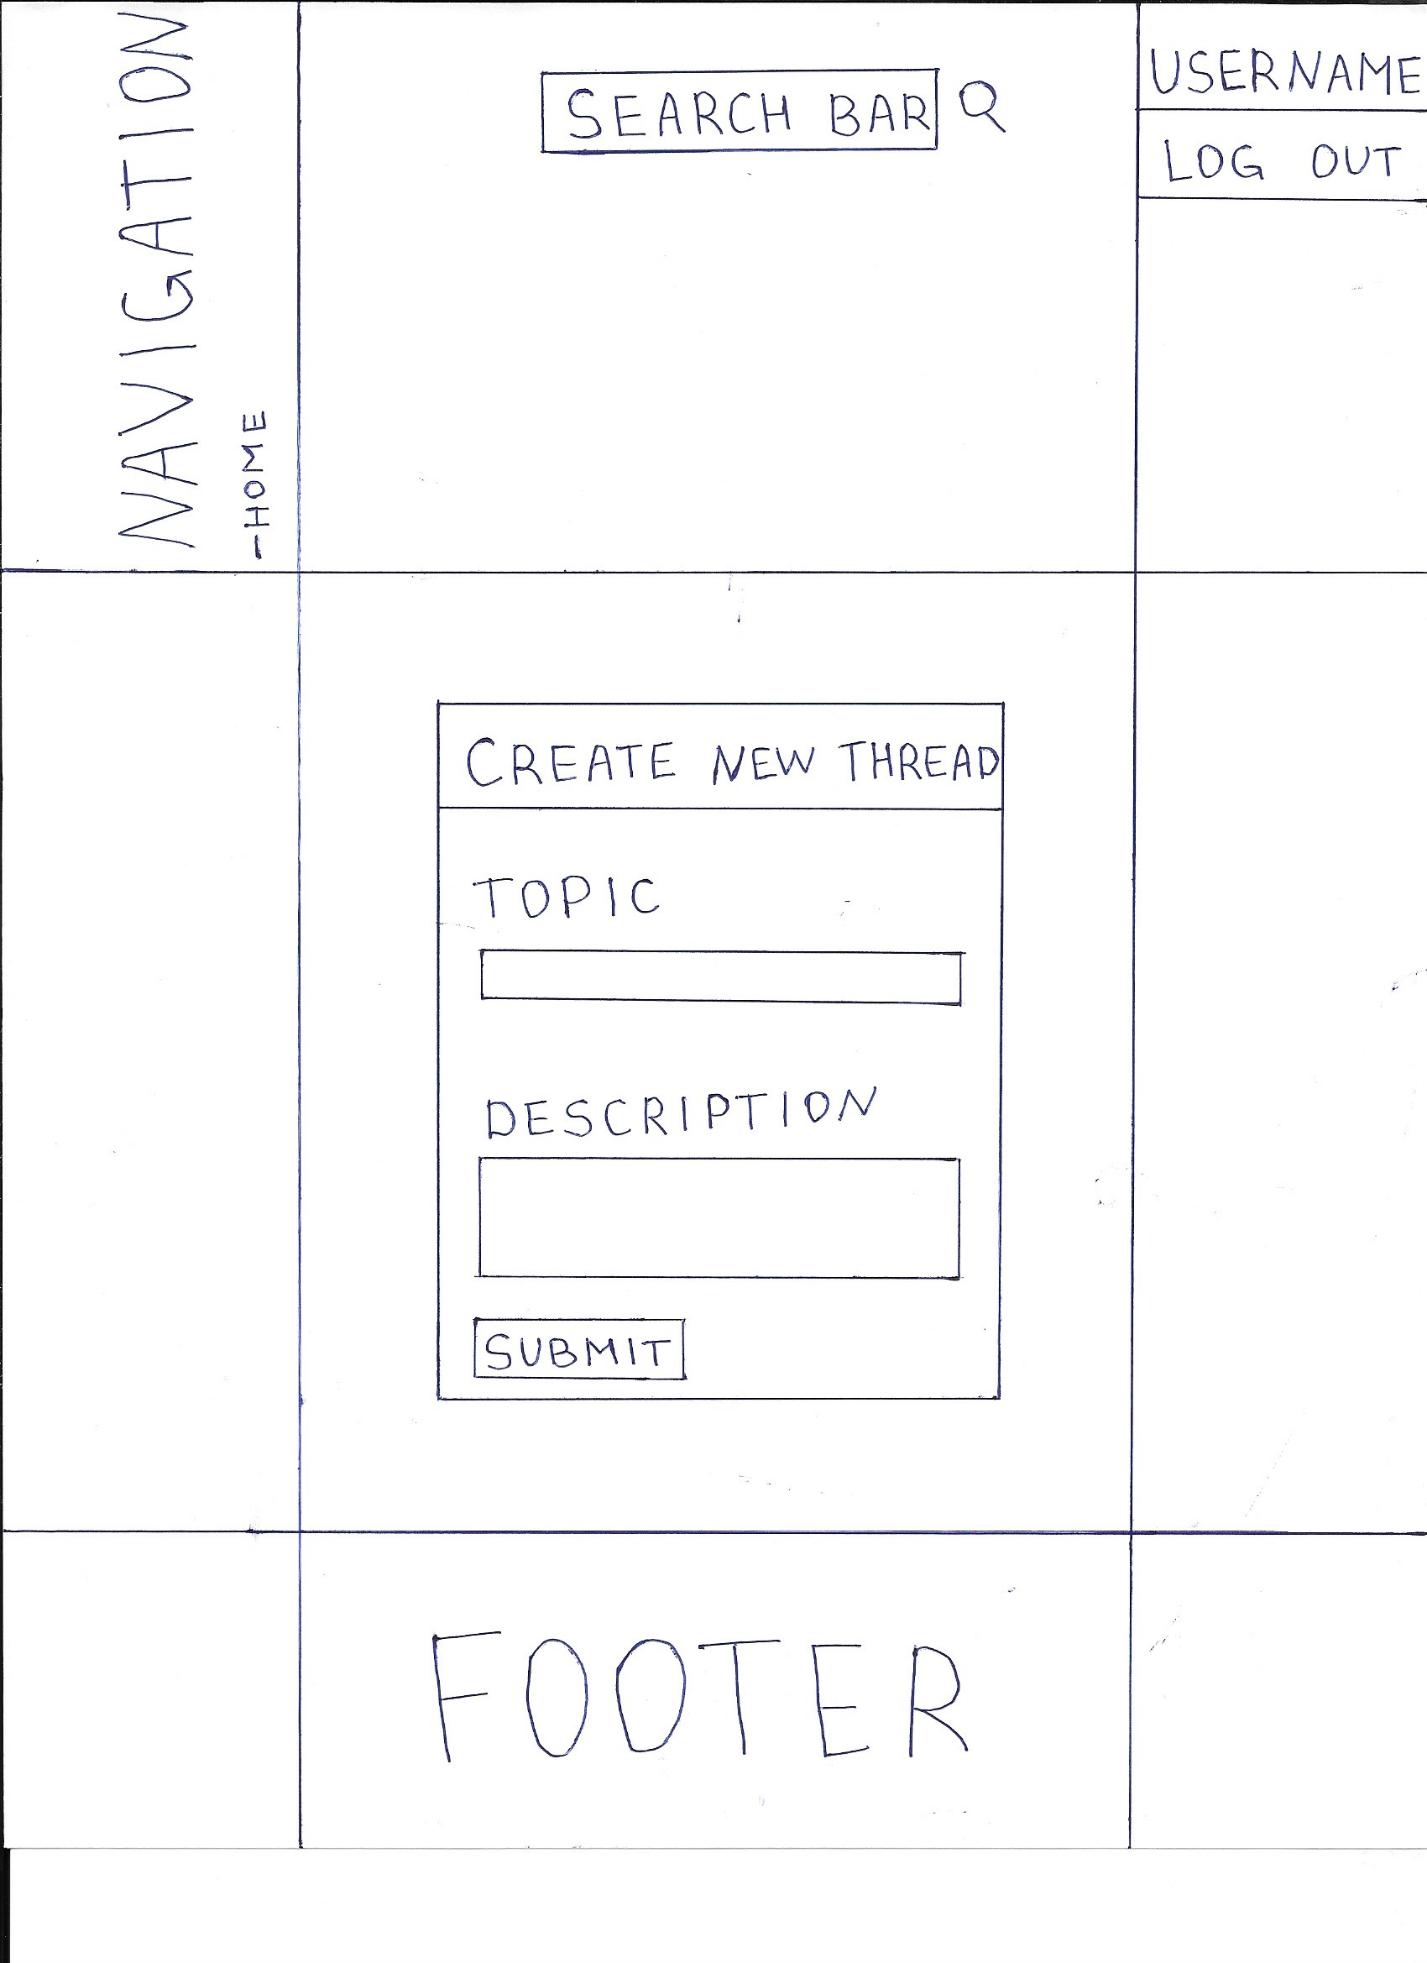 NAVIGATION
-HOME
SEARCH BAR
USERNAME
LOG OUT
CREATE NEW THREAD
TOPIC
DESCRIPTION
SUBMIT
FOOTER